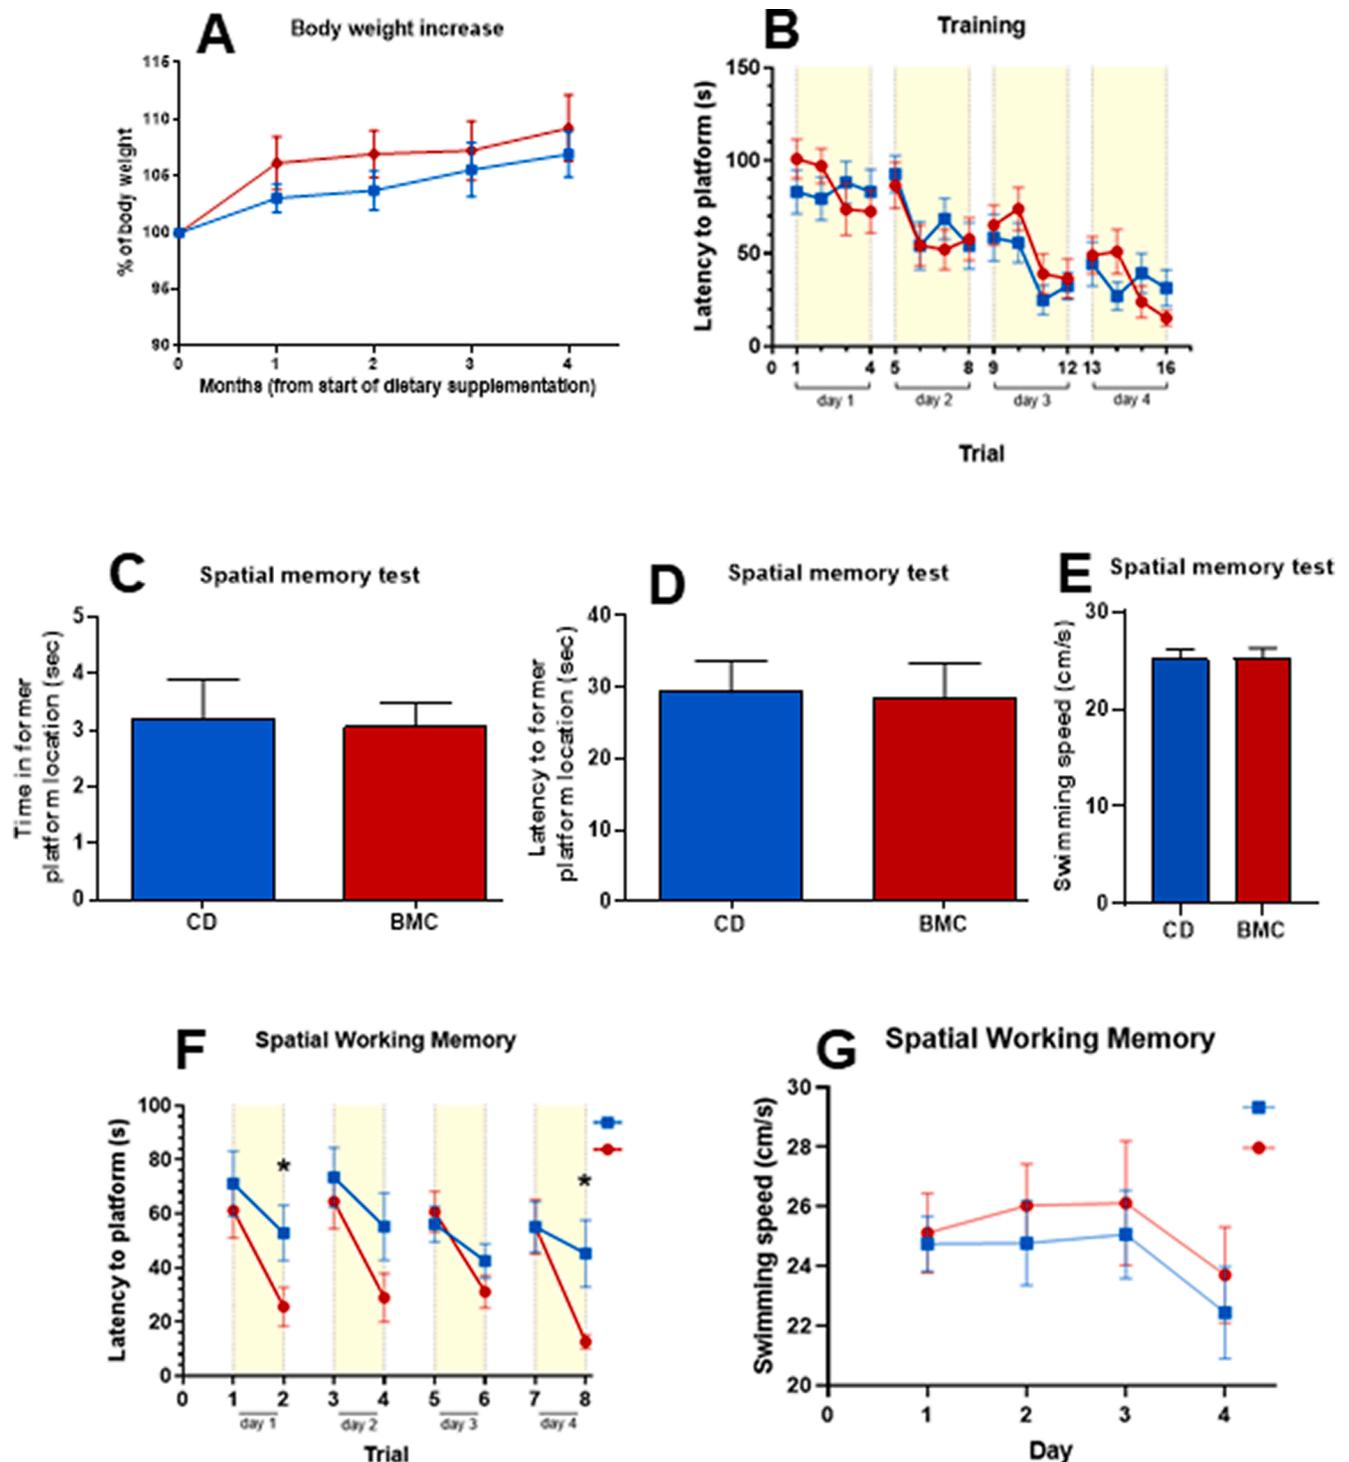 A
Body weight increase
% of body weight
115
110
105
100
95
90
0 1 2 3 4
Months (from start of dietary supplementation)
B
Training
Latency to platform (s)
150
100
50
0
0 1 4 5 8 9 12 13 16
day 1 day 2 day 3 day 4
Trial
C
Spatial memory test
Time in former
platform location (sec)
5
4
3
2
1
0
CD BMC
D
Spatial memory test
Latency to former
platform location (sec)
40
30
20
10
0
CD BMC
E
Spatial memory test
Swimming speed (cm/s)
30
20
10
0
CD BMC
F
Spatial Working Memory
Latency to platform (s)
100
80
60
40
20
0
* *
0 1 2 3 4 5 6 7 8
day 1 day 2 day 3 day 4
Trial
G
Spatial Working Memory
Swimming speed (cm/s)
30
28
26
24
22
20
0 1 2 3 4
Day